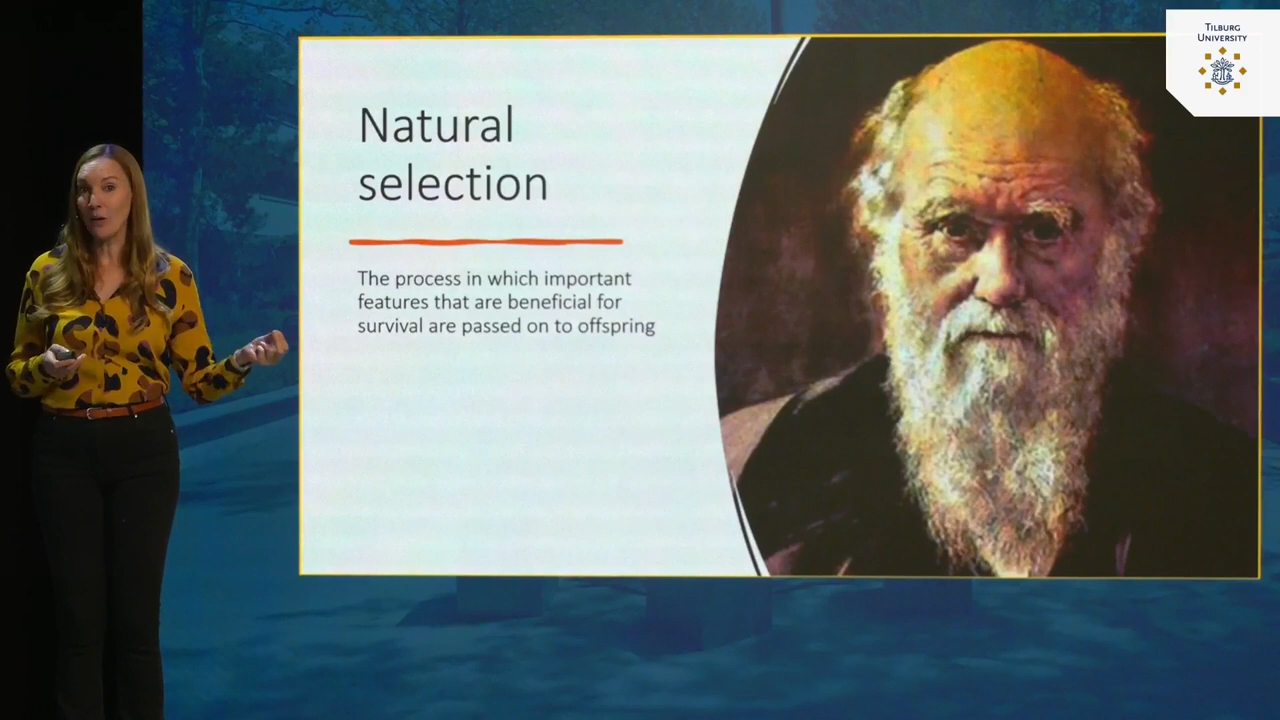 Natural
selection
The process in which important
features that are beneficial for
survival are passed on to offspring
TILBURG
UNIVERSITY